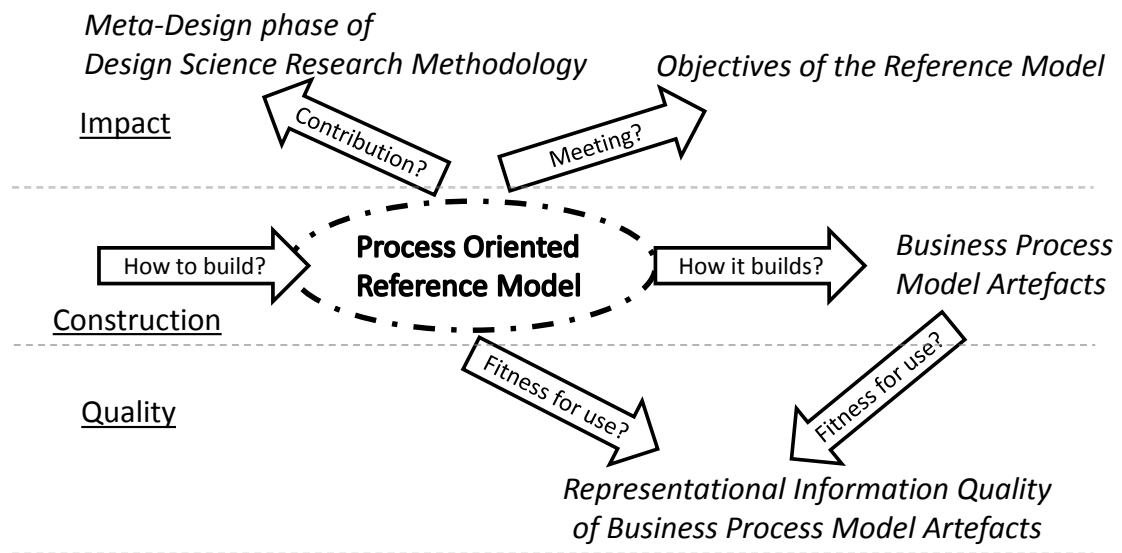 Meta-Design phase of
Design Science Research Methodology
Objectives of the Reference Model
Impact
Contribution?
Meeting?
How to build?
Process Oriented
Reference Model
How it builds?
Business Process
Model Artefacts
Construction
Fitness for use?
Fitness for use?
Quality
Representational Information Quality
of Business Process Model Artefacts